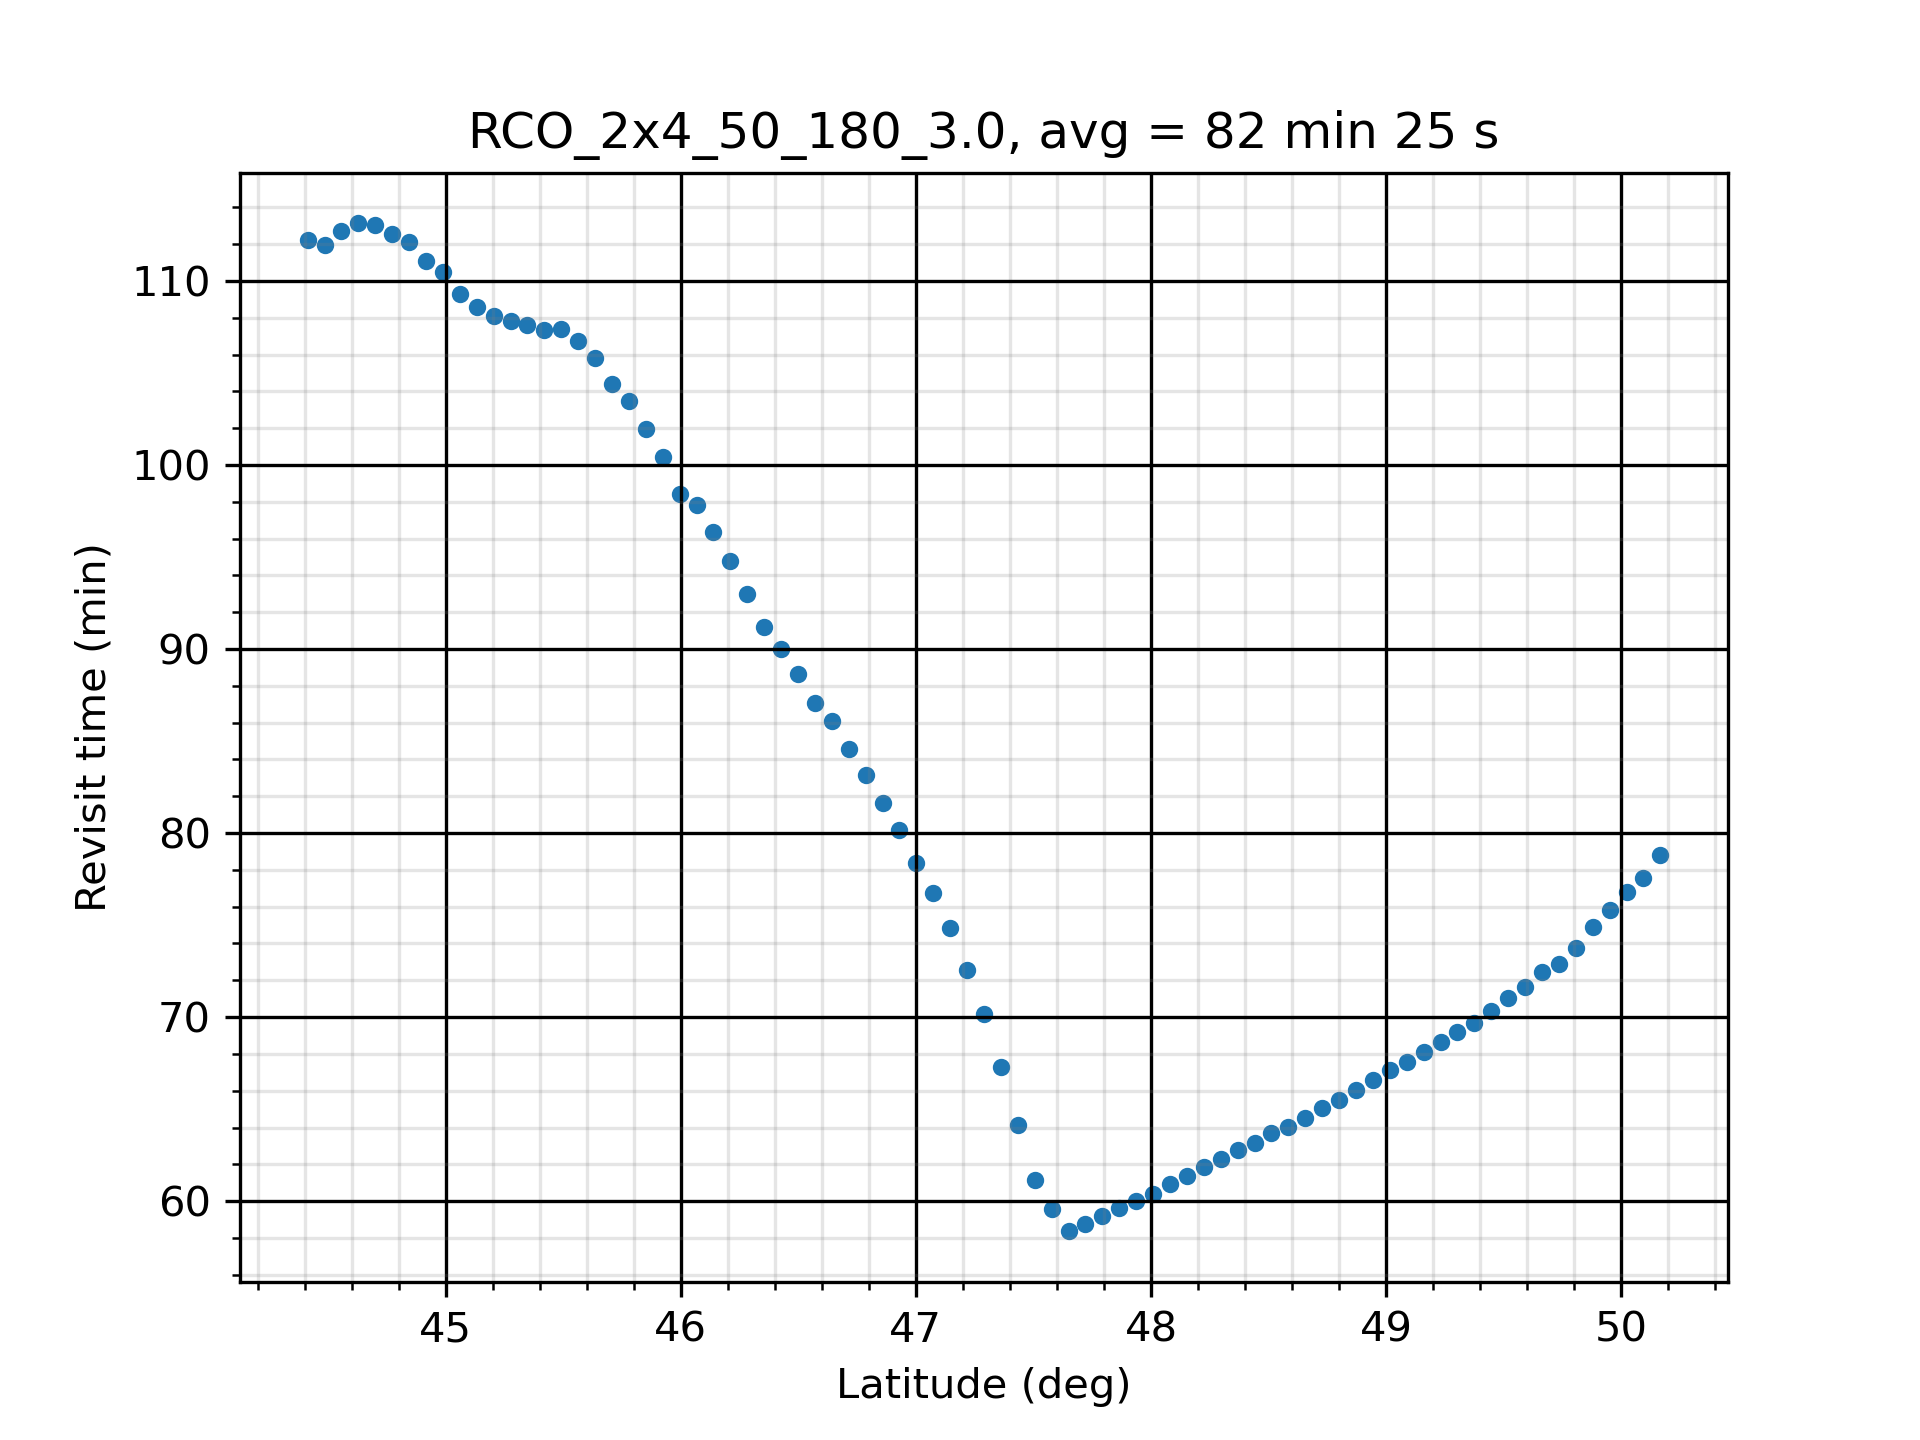 RCO_2x4_50_180_3.0, avg = 82 min 25 s
Revisit time (min)
110
100
90
80
70
60
45 46 47 48 49 50
Latitude (deg)